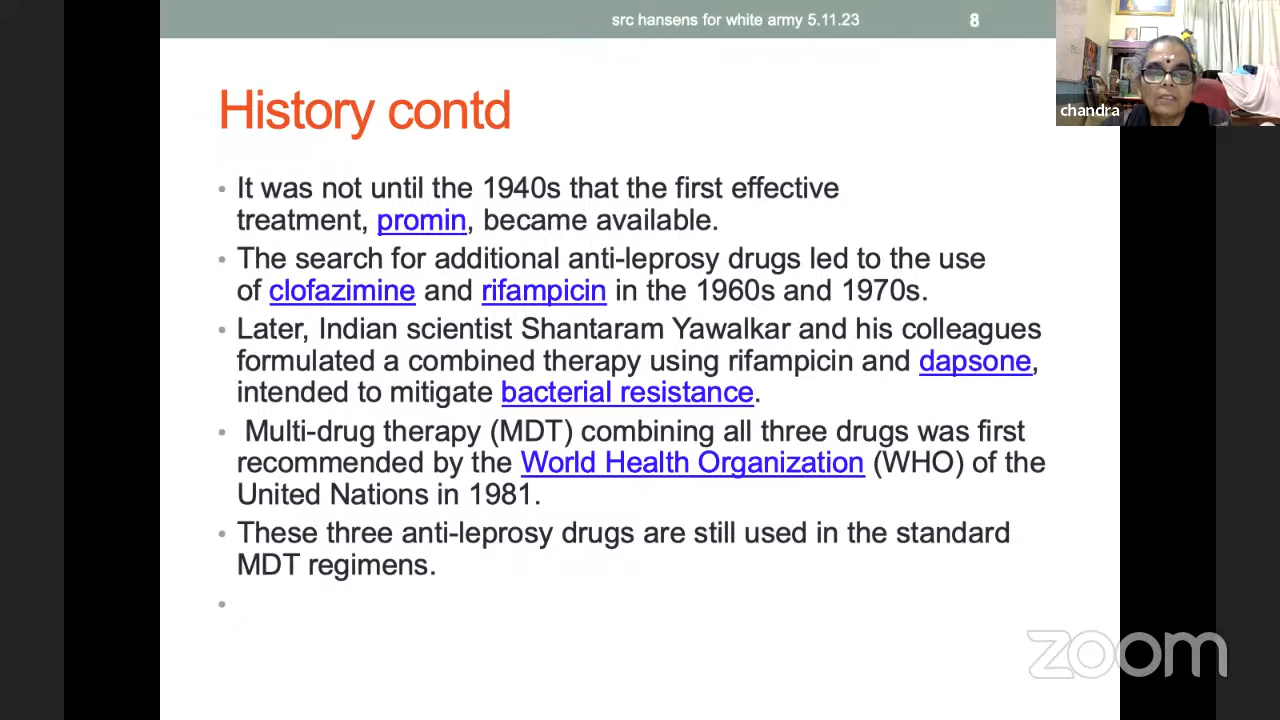 src hansens for white army 5.11.23
8
chandra
History contd
• It was not until the 1940s that the first effective
treatment, promin, became available.
• The search for additional anti-leprosy drugs led to the use
of clofazimine and rifampicin in the 1960s and 1970s.
• Later, Indian scientist Shantaram Yawalkar and his colleagues
formulated a combined therapy using rifampicin and dapsone,
intended to mitigate bacterial resistance.
• Multi-drug therapy (MDT) combining all three drugs was first
recommended by the World Health Organization (WHO) of the
United Nations in 1981.
• These three anti-leprosy drugs are still used in the standard
MDT regimens.
•
zoom